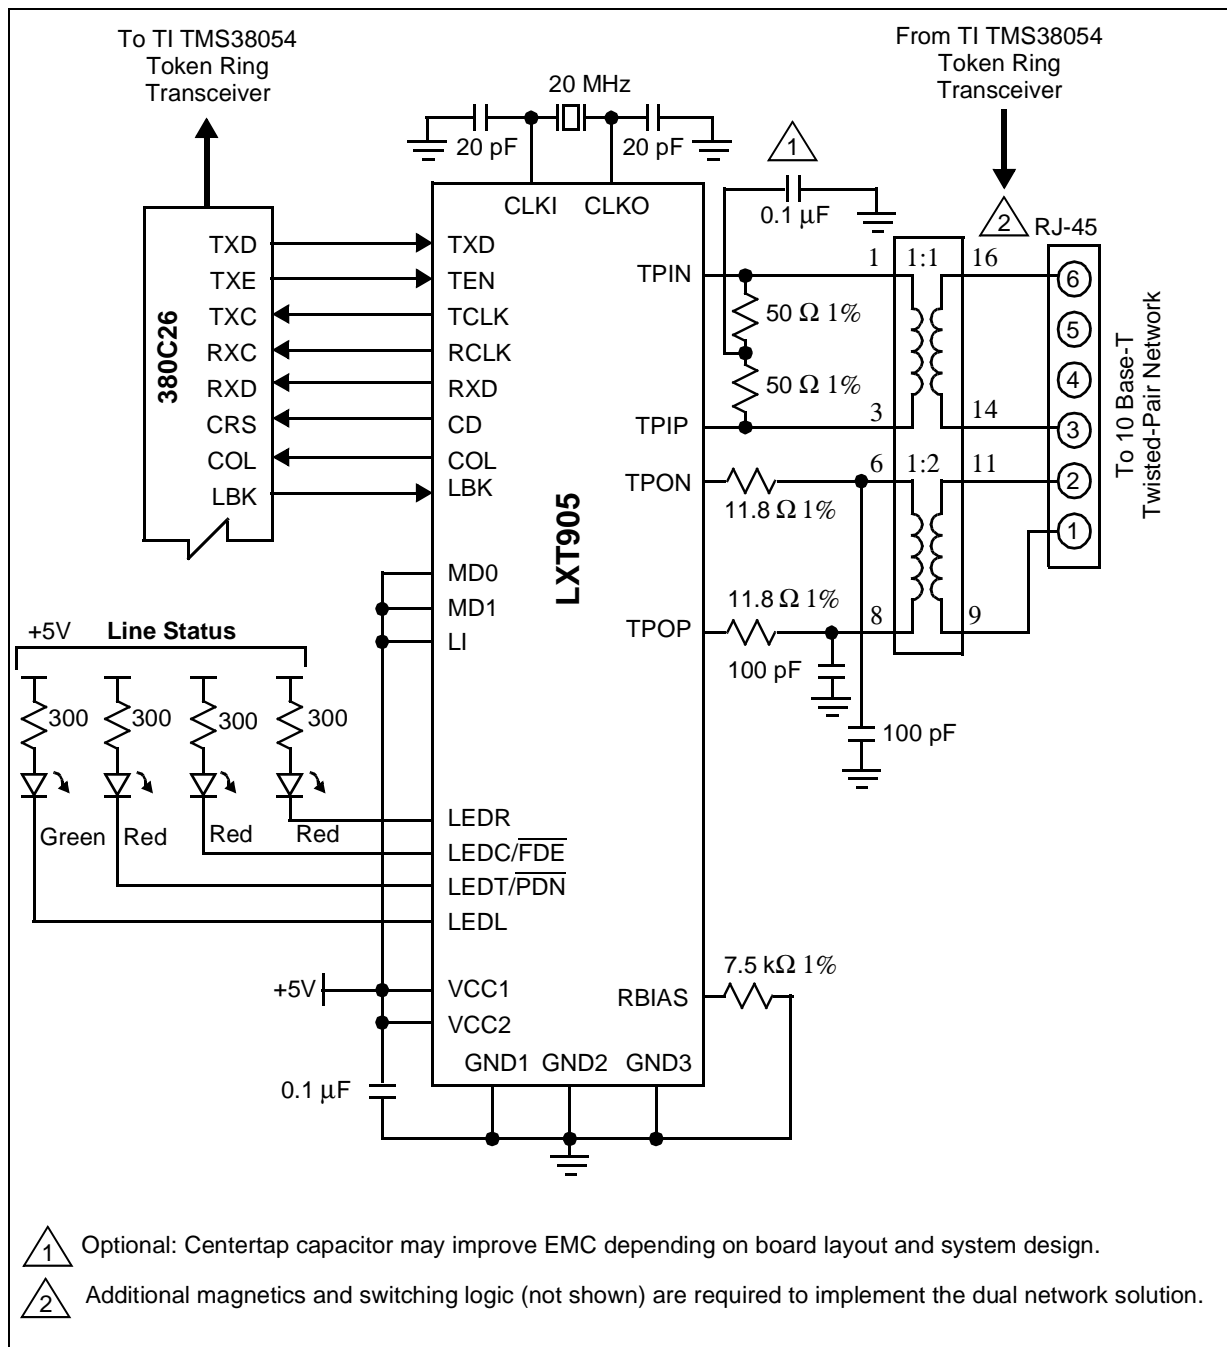 To TI TMS38054
Token Ring
Transceiver
From TI TMS38054
Token Ring
Transceiver
20 MHz
20 pF
20 pF
1
0.1 μF
2
RJ-45
CLKI
CLKO
380C26
TXD
TXE
TXC
RXC
RXD
CRS
COL
LBK
LXT905
TXD
TEN
TCLK
RCLK
RXD
CD
COL
LBK
MD0
MD1
LI
LEDR
LEDC/F̅D̅E̅
LEDT/P̅D̅N̅
LEDL
VCC1
VCC2
GND1
GND2
GND3
TPIN
TPIP
TPON
TPOP
RBIAS
50 Ω 1%
50 Ω 1%
11.8 Ω 1%
11.8 Ω 1%
100 pF
100 pF
7.5 kΩ 1%
1
1:1
16
3
14
6
1:2
11
8
9
6
5
4
3
2
1
To 10 Base-T
Twisted-Pair Network
+5V
Line Status
300
300
300
300
Green
Red
Red
Red
+5V
0.1 μF
1 Optional: Centertap capacitor may improve EMC depending on board layout and system design.
2 Additional magnetics and switching logic (not shown) are required to implement the dual network solution.